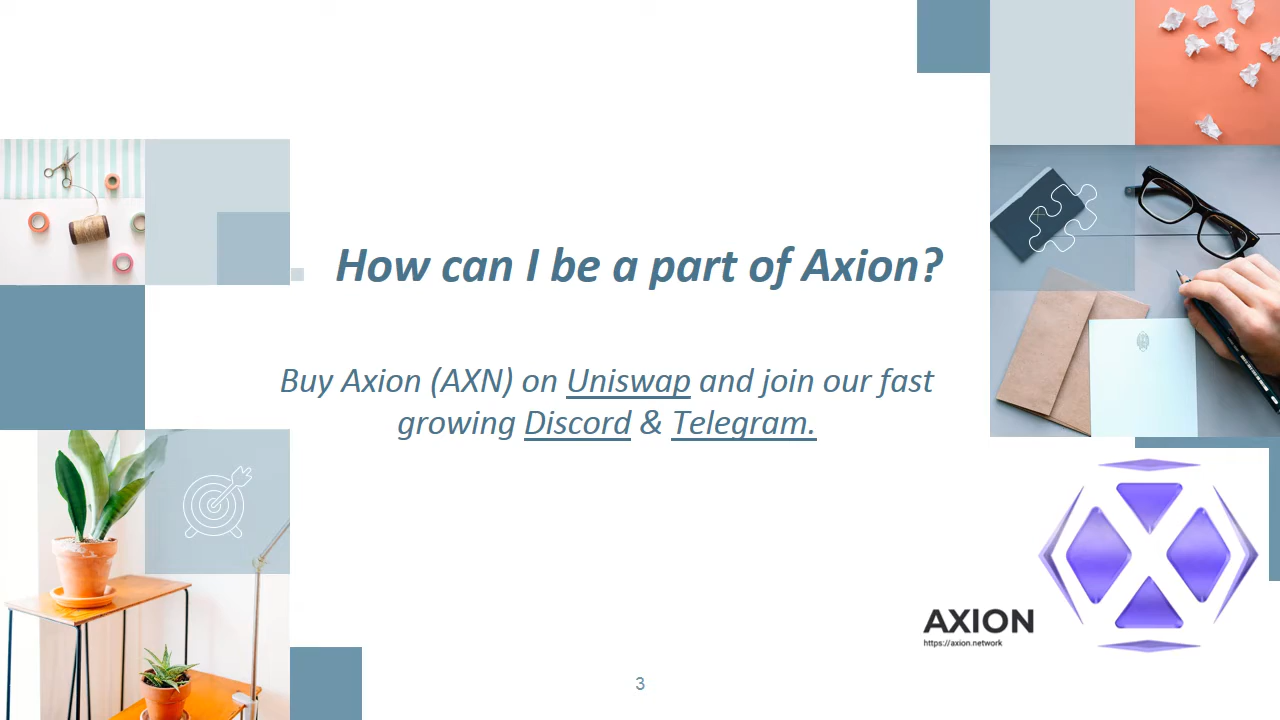 How can I be a part of Axion?
Buy Axion (AXN) on Uniswap and join our fast
growing Discord & Telegram.
AXION
https://axion.network
3